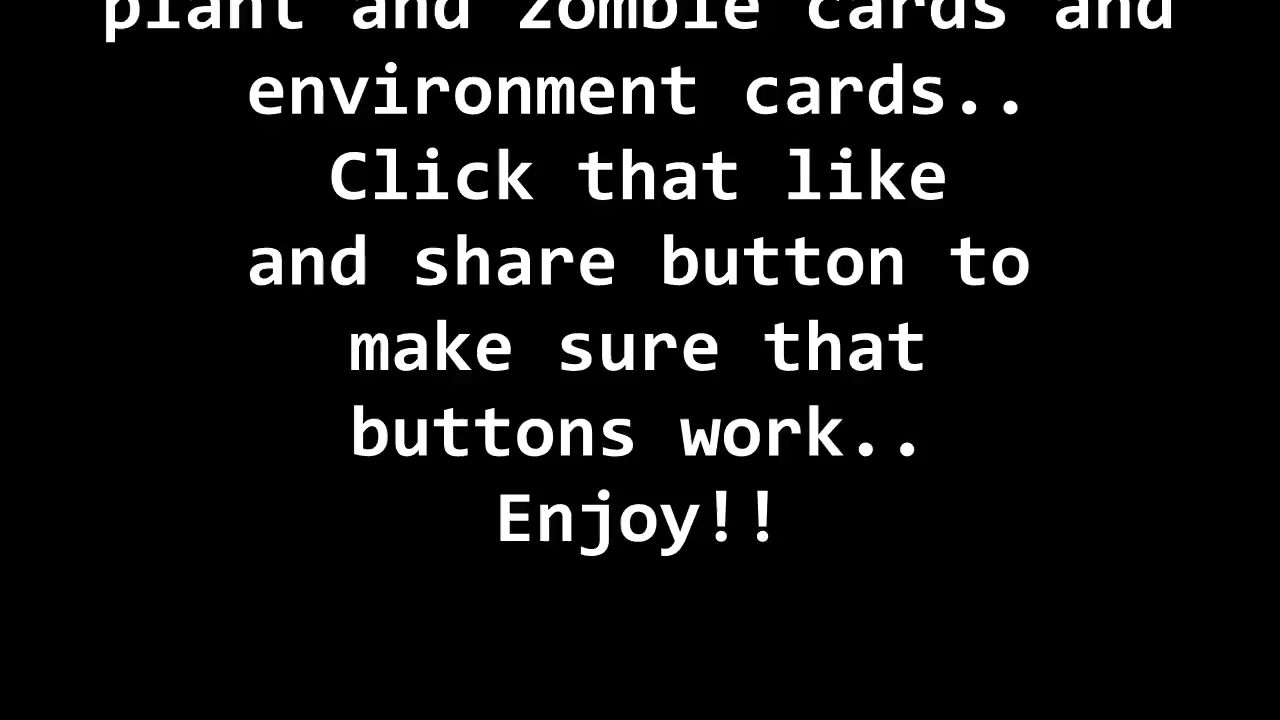 plant and zombie cards and
environment cards..
Click that like
and share button to
make sure that
buttons work..
Enjoy!!